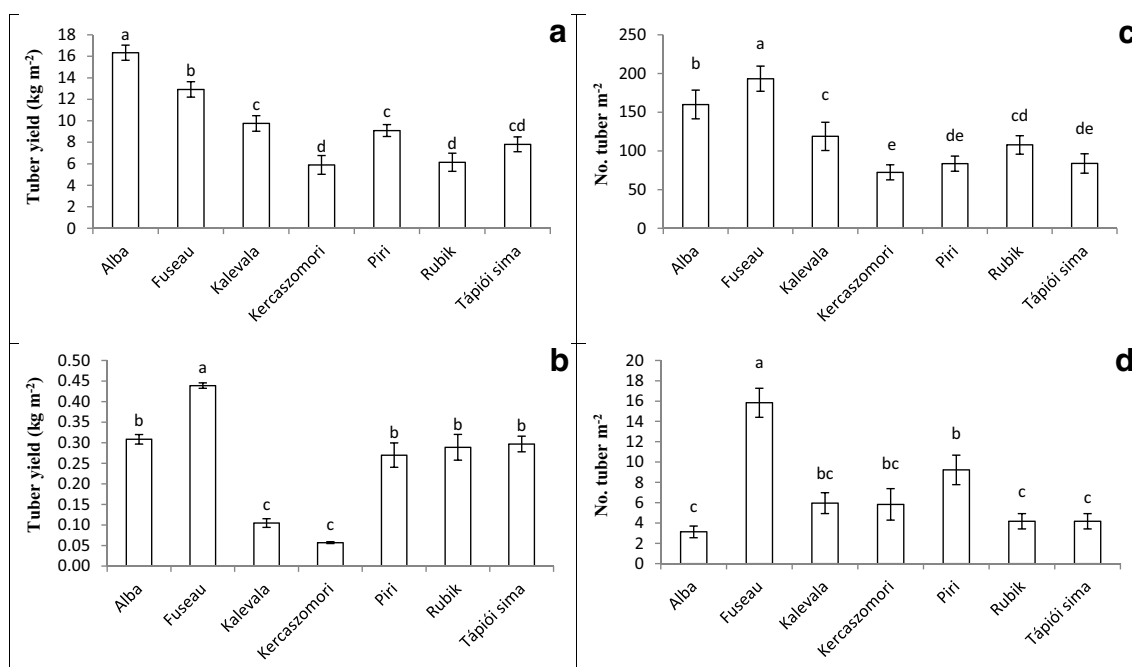 a
Tuber yield (kg m-2)
18
16
14
12
10
8
6
4
2
0
a
b
c
d
c
d
cd
Alba
Fuseau
Kalevala
Kercaszomori
Piri
Rubik
Tápiói sima
c
No. tuber m-2
250
200
150
100
50
0
b
a
c
e
de
cd
de
Alba
Fuseau
Kalevala
Kercaszomori
Piri
Rubik
Tápiói sima
b
Tuber yield (kg m-2)
0.50
0.45
0.40
0.35
0.30
0.25
0.20
0.15
0.10
0.05
0.00
b
a
c
c
b
b
b
Alba
Fuseau
Kalevala
Kercaszomori
Piri
Rubik
Tápiói sima
d
No. tuber m-2
20
18
16
14
12
10
8
6
4
2
0
c
a
bc
bc
b
c
c
Alba
Fuseau
Kalevala
Kercaszomori
Piri
Rubik
Tápiói sima